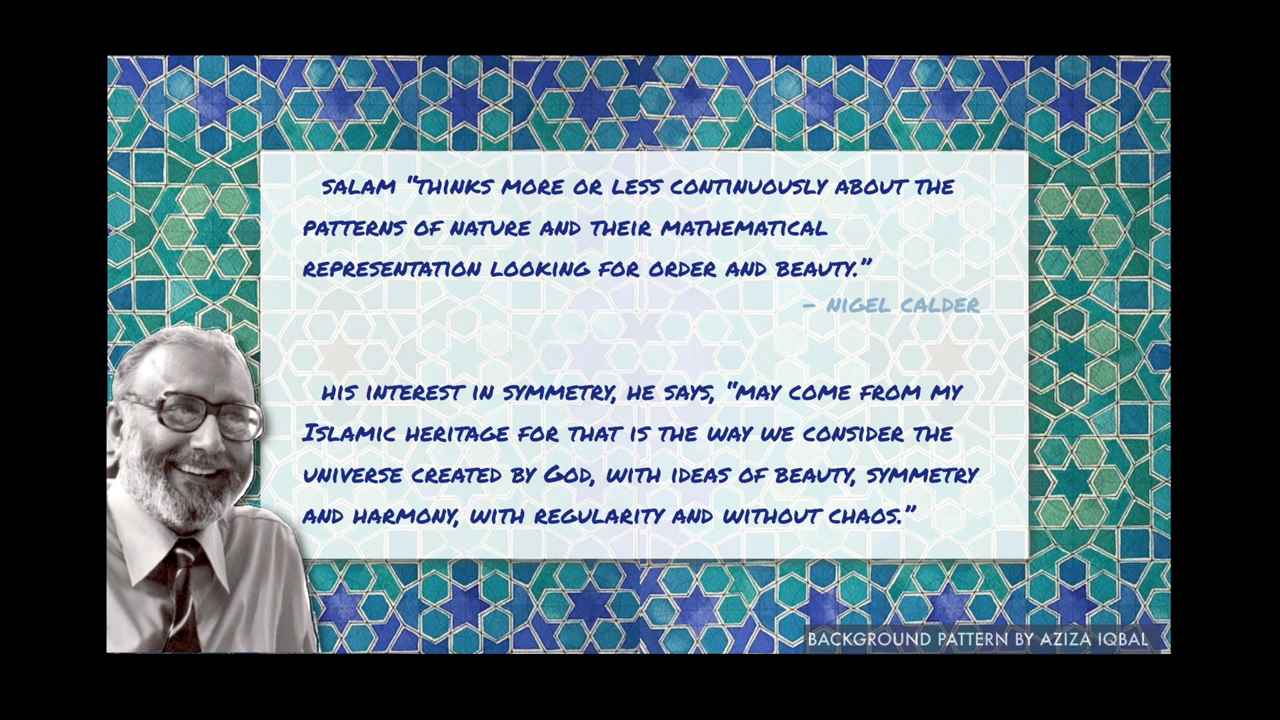 SALAM “THINKS MORE OR LESS CONTINUOUSLY ABOUT THE
PATTERNS OF NATURE AND THEIR MATHEMATICAL
REPRESENTATION LOOKING FOR ORDER AND BEAUTY.”
– NIGEL CALDER
HIS INTEREST IN SYMMETRY, HE SAYS, “MAY COME FROM MY
ISLAMIC HERITAGE FOR THAT IS THE WAY WE CONSIDER THE
UNIVERSE CREATED BY GOD, WITH IDEAS OF BEAUTY, SYMMETRY
AND HARMONY, WITH REGULARITY AND WITHOUT CHAOS.”
BACKGROUND PATTERN BY AZIZA IQBAL